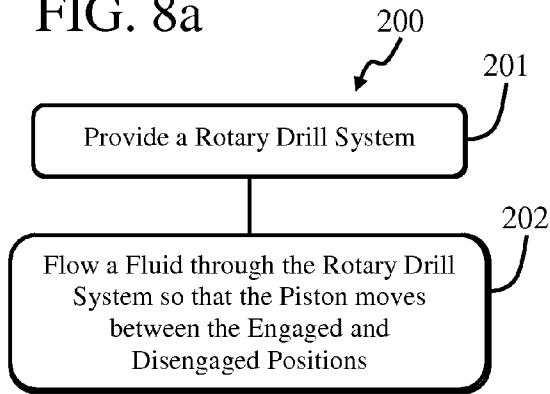 FIG. 8a
200
201
Provide a Rotary Drill System
202
Flow a Fluid through the Rotary Drill
System so that the Piston moves
between the Engaged and
Disengaged Positions